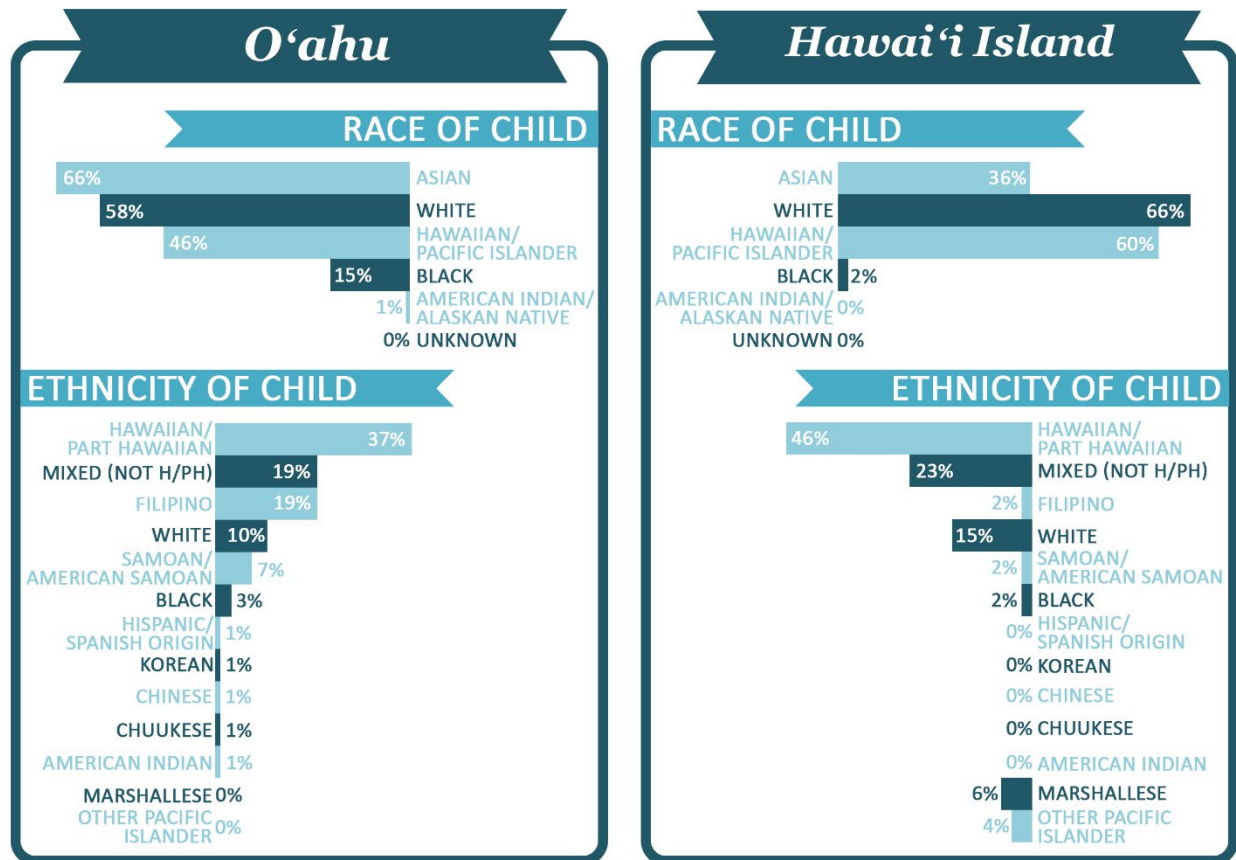 Oʻahu
RACE OF CHILD
66% ASIAN
58% WHITE
46% HAWAIIAN/
PACIFIC ISLANDER
15% BLACK
1% AMERICAN INDIAN/
ALASKAN NATIVE
0% UNKNOWN
ETHNICITY OF CHILD
HAWAIIAN/
PART HAWAIIAN 37%
MIXED (NOT H/PH) 19%
FILIPINO 19%
WHITE 10%
SAMOAN/
AMERICAN SAMOAN 7%
BLACK 3%
HISPANIC/
SPANISH ORIGIN 1%
KOREAN 1%
CHINESE 1%
CHUUKESE 1%
AMERICAN INDIAN 1%
MARSHALLESE 0%
OTHER PACIFIC
ISLANDER 0%
Hawaiʻi Island
RACE OF CHILD
ASIAN 36%
WHITE 66%
HAWAIIAN/
PACIFIC ISLANDER 60%
BLACK 2%
AMERICAN INDIAN/
ALASKAN NATIVE 0%
UNKNOWN 0%
ETHNICITY OF CHILD
46% HAWAIIAN/
PART HAWAIIAN
23% MIXED (NOT H/PH)
2% FILIPINO
15% WHITE
2% SAMOAN/
AMERICAN SAMOAN
2% BLACK
0% HISPANIC/
SPANISH ORIGIN
0% KOREAN
0% CHINESE
0% CHUUKESE
0% AMERICAN INDIAN
6% MARSHALLESE
4% OTHER PACIFIC
ISLANDER